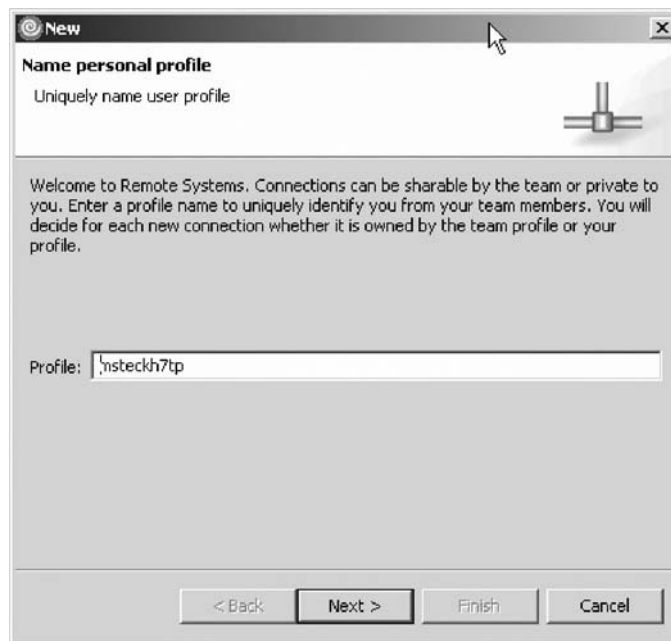 New
Name personal profile
Uniquely name user profile
Welcome to Remote Systems. Connections can be sharable by the team or private to
you. Enter a profile name to uniquely identify you from your team members. You will
decide for each new connection whether it is owned by the team profile or your
profile.
Profile: nsteckh7tp
< Back Next > Finish Cancel